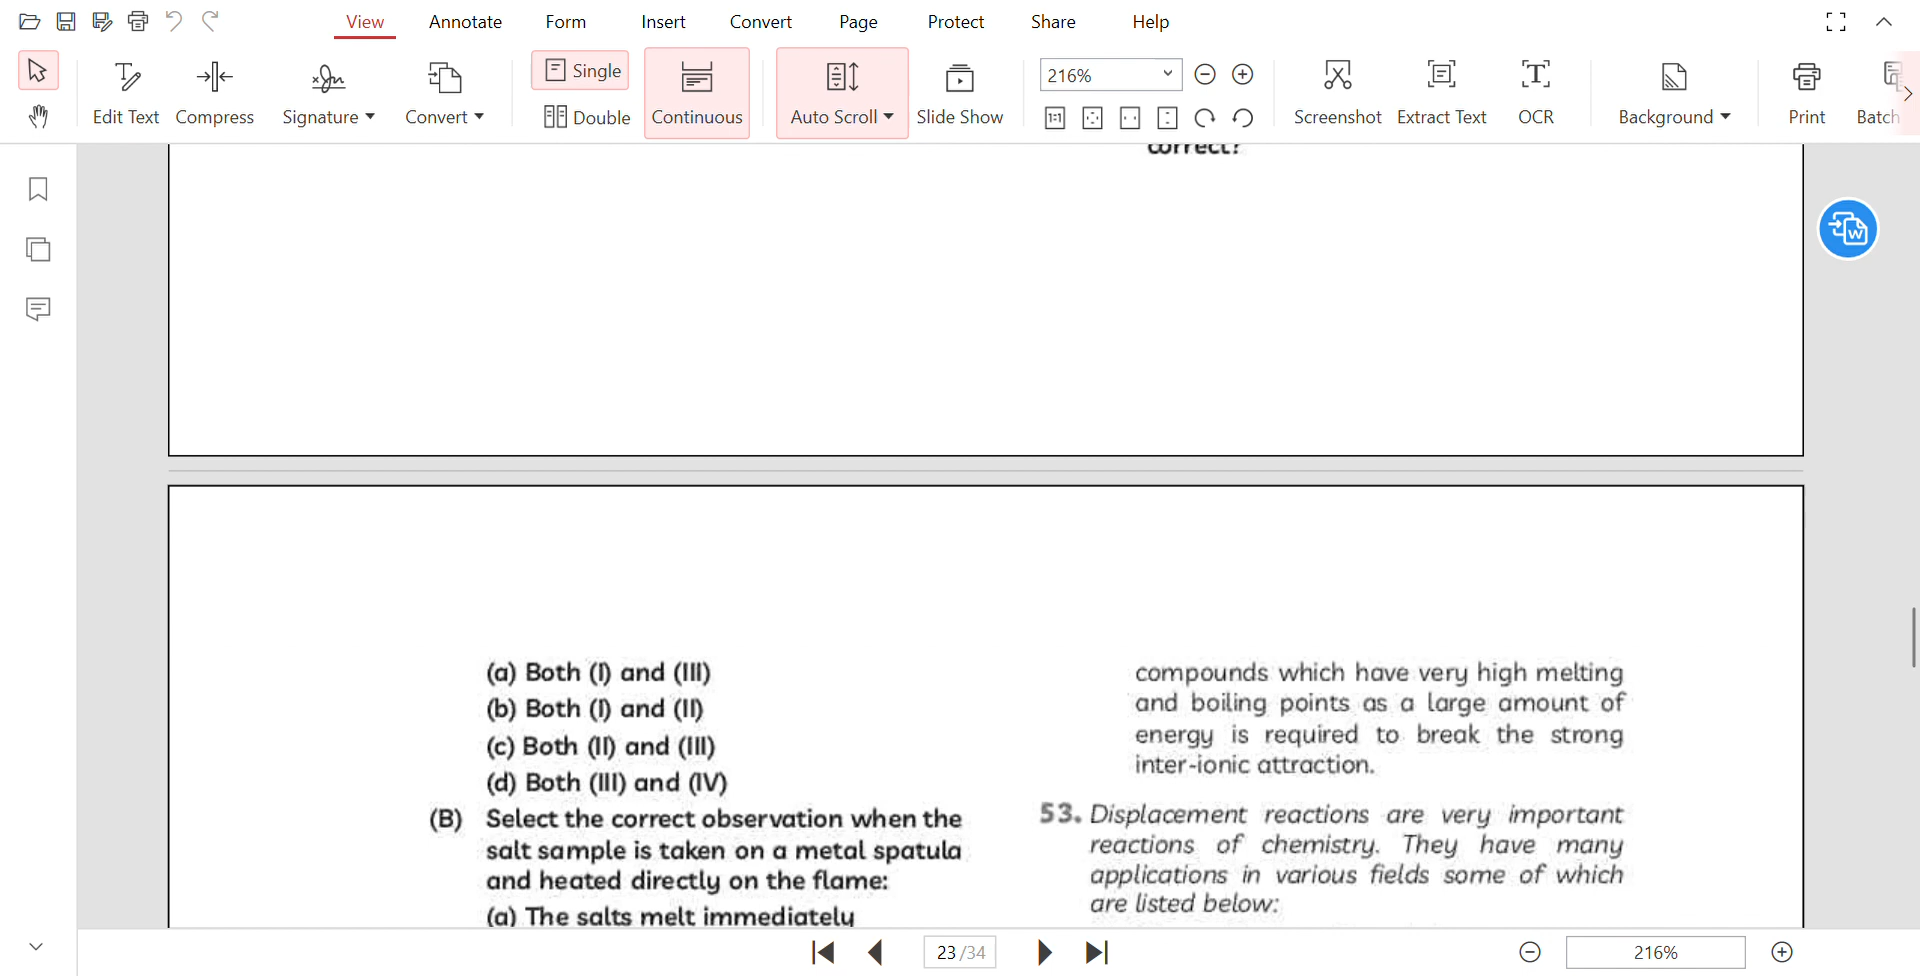 View Annotate Form Insert Convert Page Protect Share Help
Edit Text Compress Signature Convert Single Double Continuous Auto Scroll Slide Show 216% 1:1 Screenshot Extract Text OCR Background Print Batch
correct?
W
(a) Both (I) and (III)
(b) Both (I) and (II)
(c) Both (II) and (III)
(d) Both (III) and (IV)
(B) Select the correct observation when the
salt sample is taken on a metal spatula
and heated directly on the flame:
(a) The salts melt immediately
compounds which have very high melting
and boiling points as a large amount of
energy is required to break the strong
inter-ionic attraction.
53. Displacement reactions are very important
reactions of chemistry. They have many
applications in various fields some of which
are listed below:
23 /34
216%